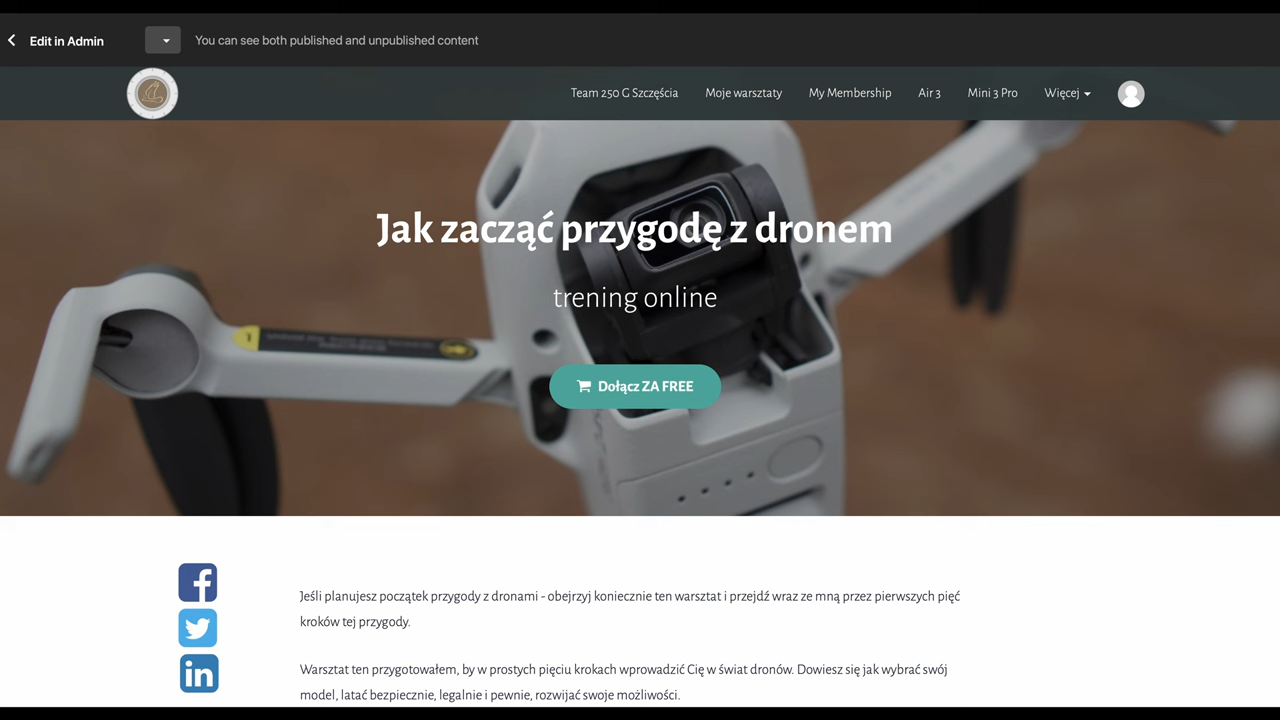 Edit in Admin
You can see both published and unpublished content
Team 250 G Szczęścia
Moje warsztaty
My Membership
Air 3
Mini 3 Pro
Więcej
Jak zacząć przygodę z dronem
trening online
Dołącz ZA FREE
Jeśli planujesz początek przygody z dronami - obejrzyj koniecznie ten warsztat i przejdź wraz ze mną przez pierwszych pięć
kroków tej przygody.
Warsztat ten przygotowałem, by w prostych pięciu krokach wprowadzić Cię w świat dronów. Dowiesz się jak wybrać swój
model, latać bezpiecznie, legalnie i pewnie, rozwijać swoje możliwości.